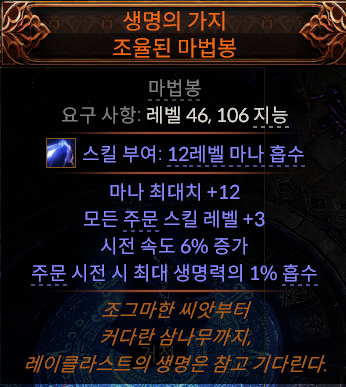 생명의 가지
조율된 마법봉
마법봉
요구 사항: 레벨 46, 106 지능
스킬 부여: 12레벨 마나 흡수
마나 최대치 +12
모든 주문 스킬 레벨 +3
시전 속도 6% 증가
주문 시전 시 최대 생명력의 1% 흡수
조그마한 씨앗부터
커다란 삼나무까지,
레이클라스트의 생명은 참고 기다린다.